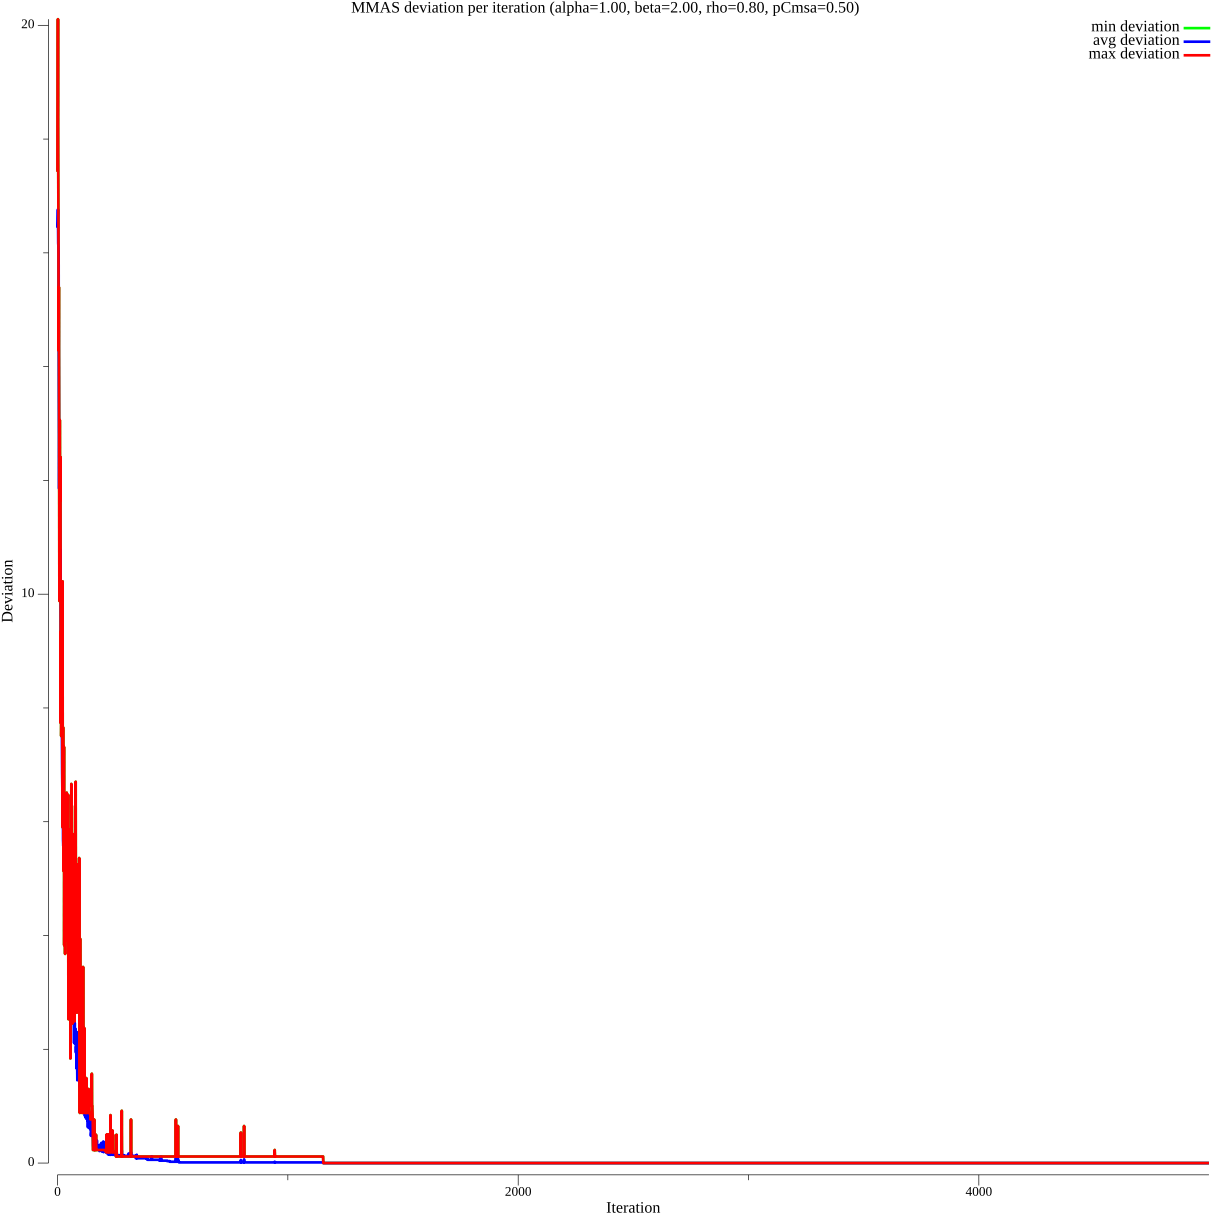 MMAS deviation per iteration (alpha=1.00, beta=2.00, rho=0.80, pCmsa=0.50)
min deviation
avg deviation
max deviation
20
10
0
Deviation
0
2000
4000
Iteration